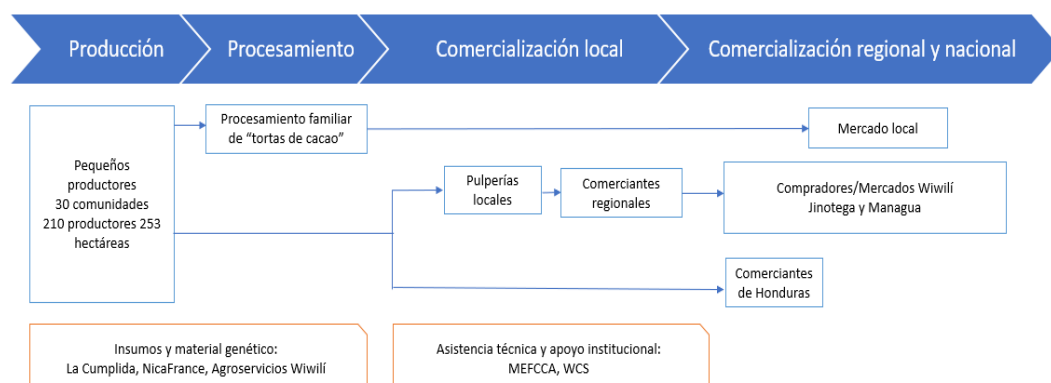 Producción
Procesamiento
Comercialización local
Comercialización regional y nacional
Pequeños
productores
30 comunidades
210 productores 253
hectáreas
Procesamiento familiar
de “tortas de cacao”
Mercado local
Pulperías
locales
Comerciantes
regionales
Compradores/Mercados Wiwilí
Jinotega y Managua
Comerciantes
de Honduras
Insumos y material genético:
La Cumplida, NicaFrance, Agroservicios Wiwilí
Asistencia técnica y apoyo institucional:
MEFCCA, WCS